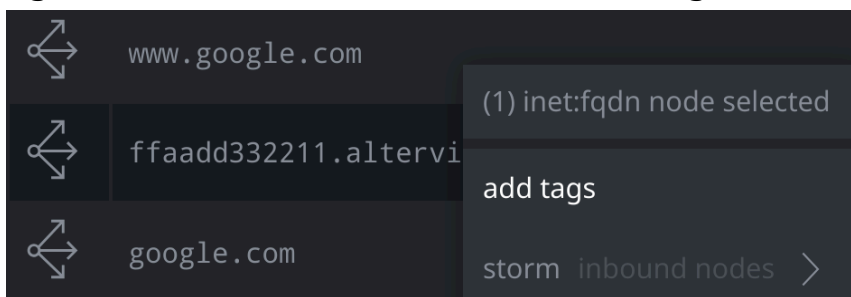 www.google.com
(1) inet:fqdn node selected
ffaadd332211.altervi
add tags
google.com
storm inbound nodes